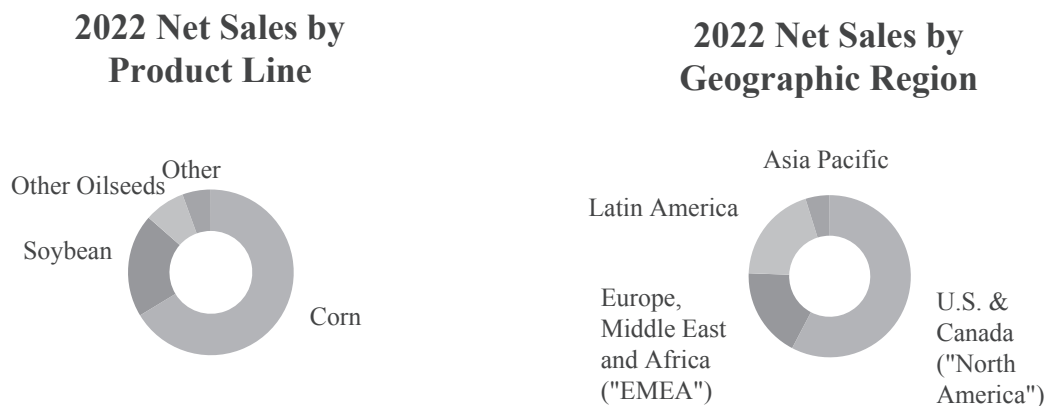 2022 Net Sales by
Product Line
Other
Other Oilseeds
Soybean
Corn
2022 Net Sales by
Geographic Region
Asia Pacific
Latin America
Europe,
Middle East
and Africa
("EMEA")
U.S. &
Canada
("North
America")